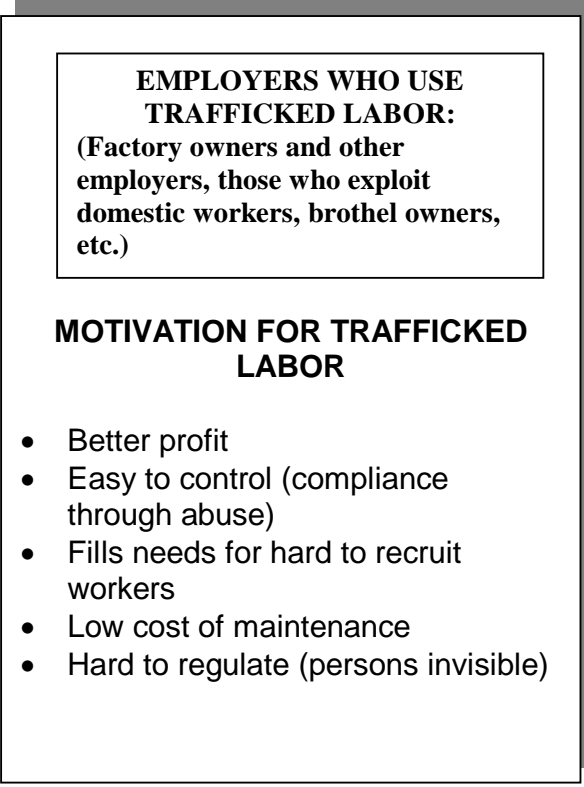 EMPLOYERS WHO USE
TRAFFICKED LABOR:
(Factory owners and other
employers, those who exploit
domestic workers, brothel owners,
etc.)
MOTIVATION FOR TRAFFICKED
LABOR
• Better profit
• Easy to control (compliance
through abuse)
• Fills needs for hard to recruit
workers
• Low cost of maintenance
• Hard to regulate (persons invisible)